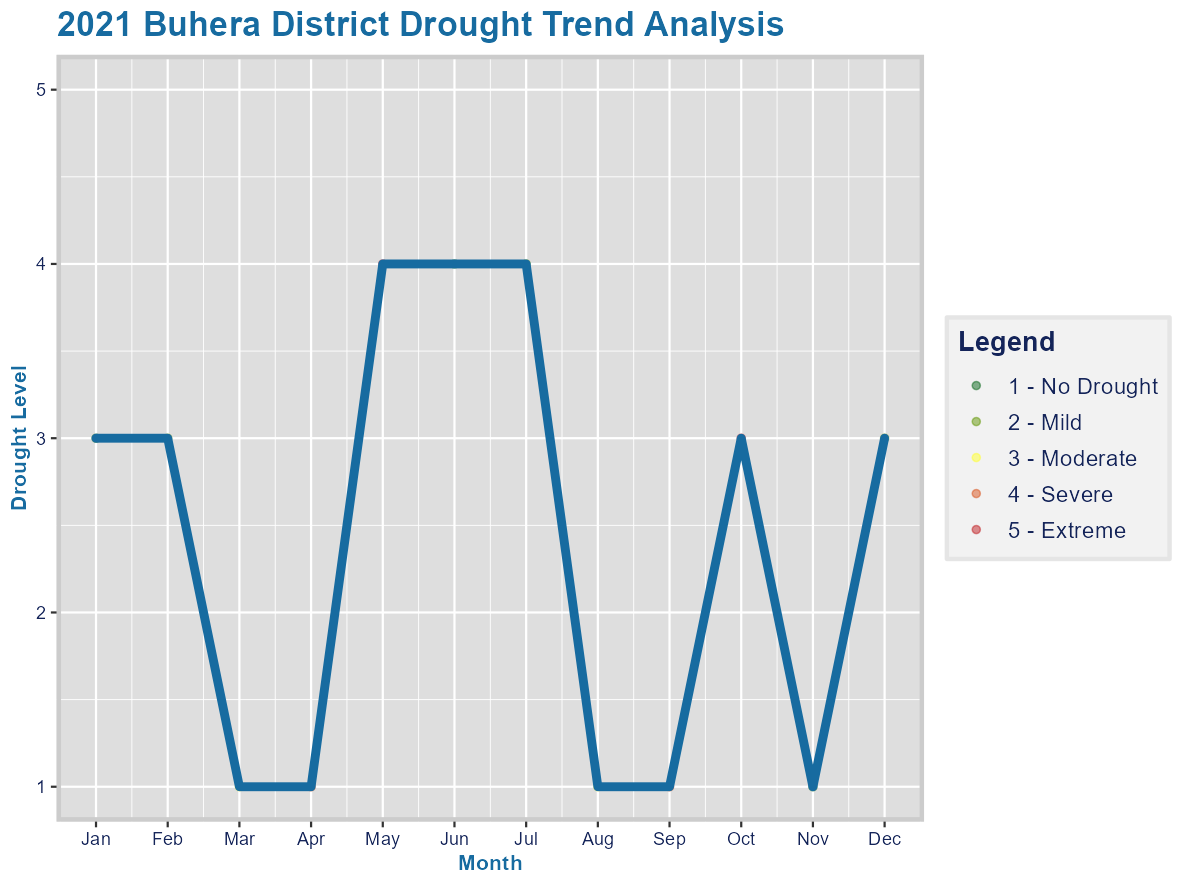 2021 Buhera District Drought Trend Analysis
5
4
3
2
1
Drought Level
Jan Feb Mar Apr May Jun Jul Aug Sep Oct Nov Dec
Month
Legend
1 - No Drought
2 - Mild
3 - Moderate
4 - Severe
5 - Extreme